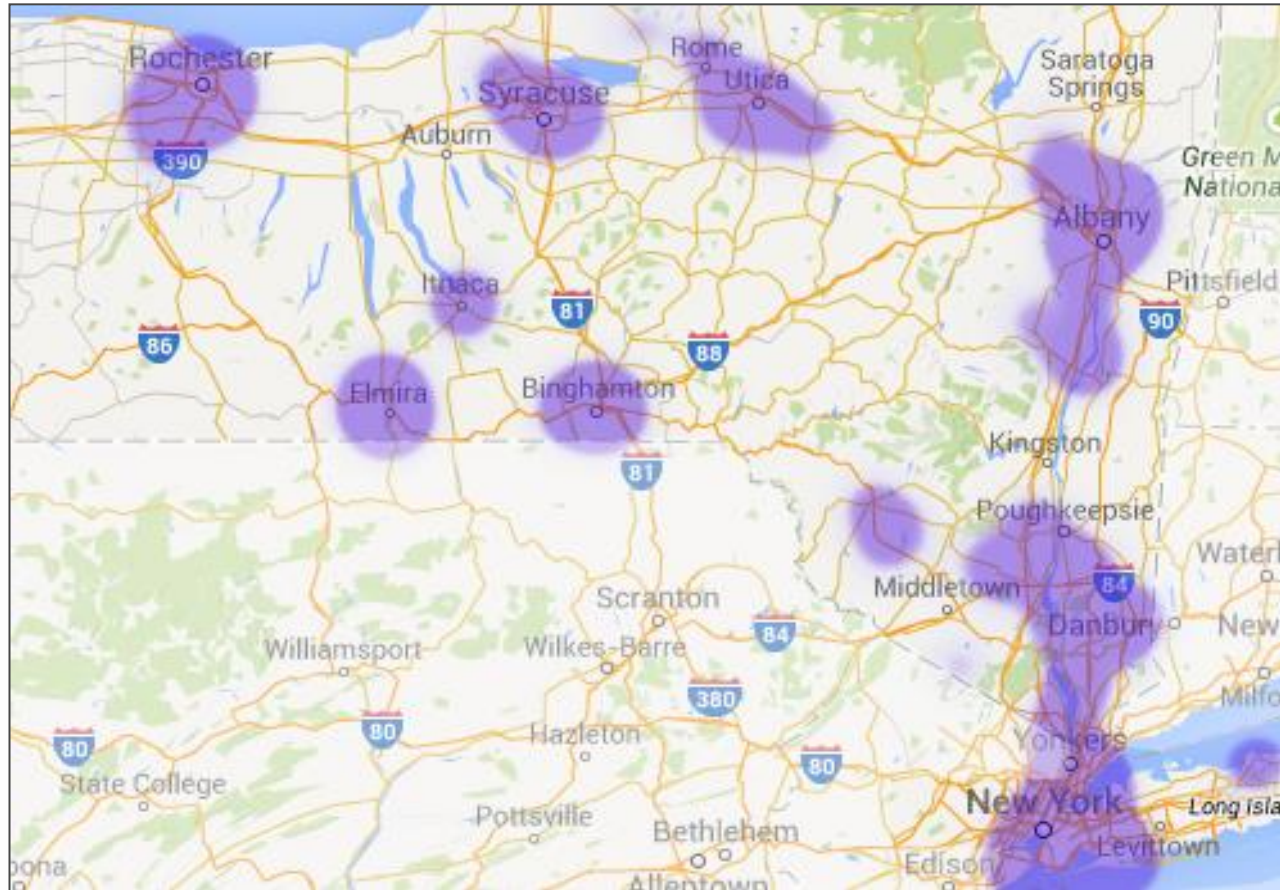 Rochester
Rome
Utica
Saratoga
Springs
Syracuse
Auburn
390
Green M
Nationa
Albany
Ithaca
Pittsfield
81
90
86
88
Elmira
Binghamton
Kingston
81
Poughkeepsie
Waterl
84
Middletown
Scranton
84
Danbury
New
Williamsport
Wilkes-Barre
380
Milfo
80
80
Hazleton
Yonkers
80
State College
New York
Long Isla
Pottsville
Bethlehem
Levittown
oona
Edison
Allentown